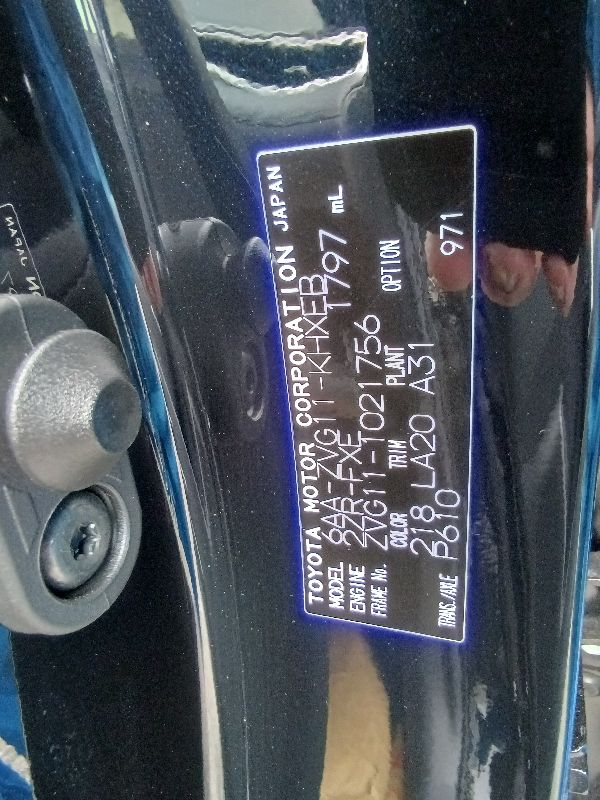 TOYOTA MOTOR CORPORATION JAPAN
MODEL 6AA-ZVG11-KHXEB
ENGINE 2ZR-FXE 1797 mL
FRAME No. ZVG11-1021756
COLOR TRIM PLANT OPTION
218 LA20 A31 971
TRANS./AXLE P610